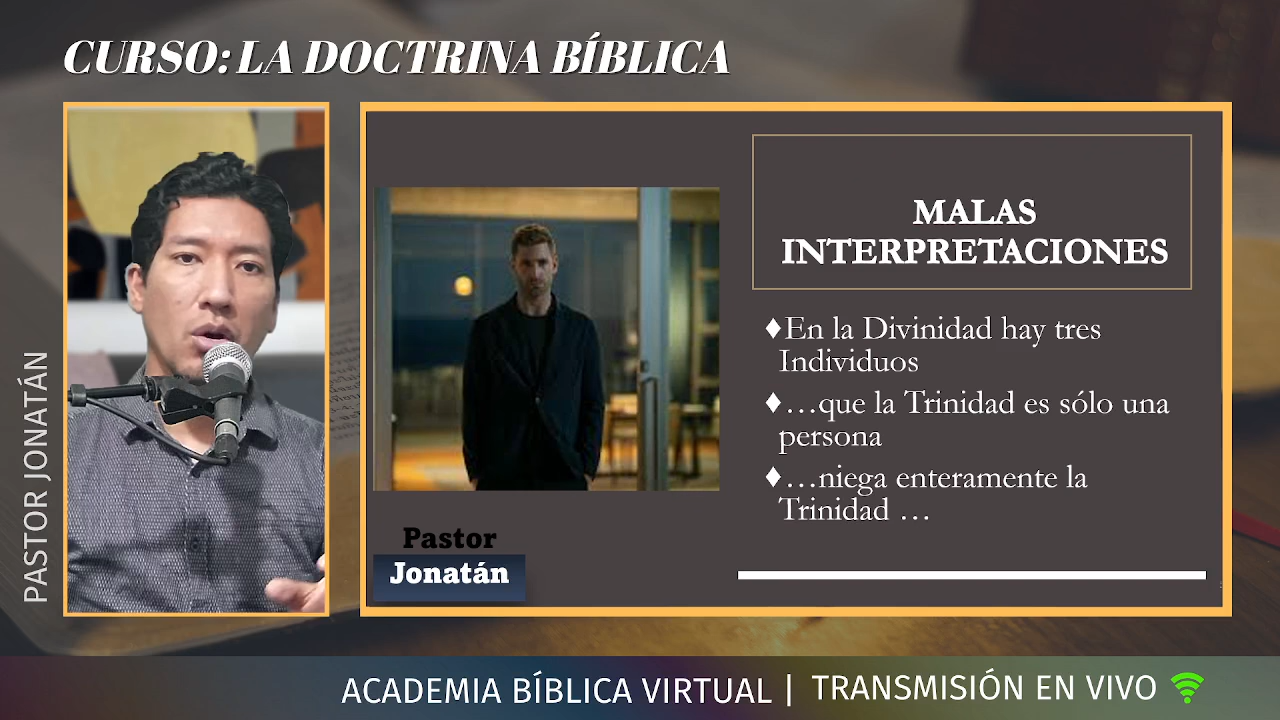 CURSO: LA DOCTRINA BÍBLICA
PASTOR JONATÁN
MALAS
INTERPRETACIONES
♦En la Divinidad hay tres
Individuos
♦…que la Trinidad es sólo una
persona
♦…niega enteramente la
Trinidad …
Pastor
Jonatán
ACADEMIA BÍBLICA VIRTUAL | TRANSMISIÓN EN VIVO